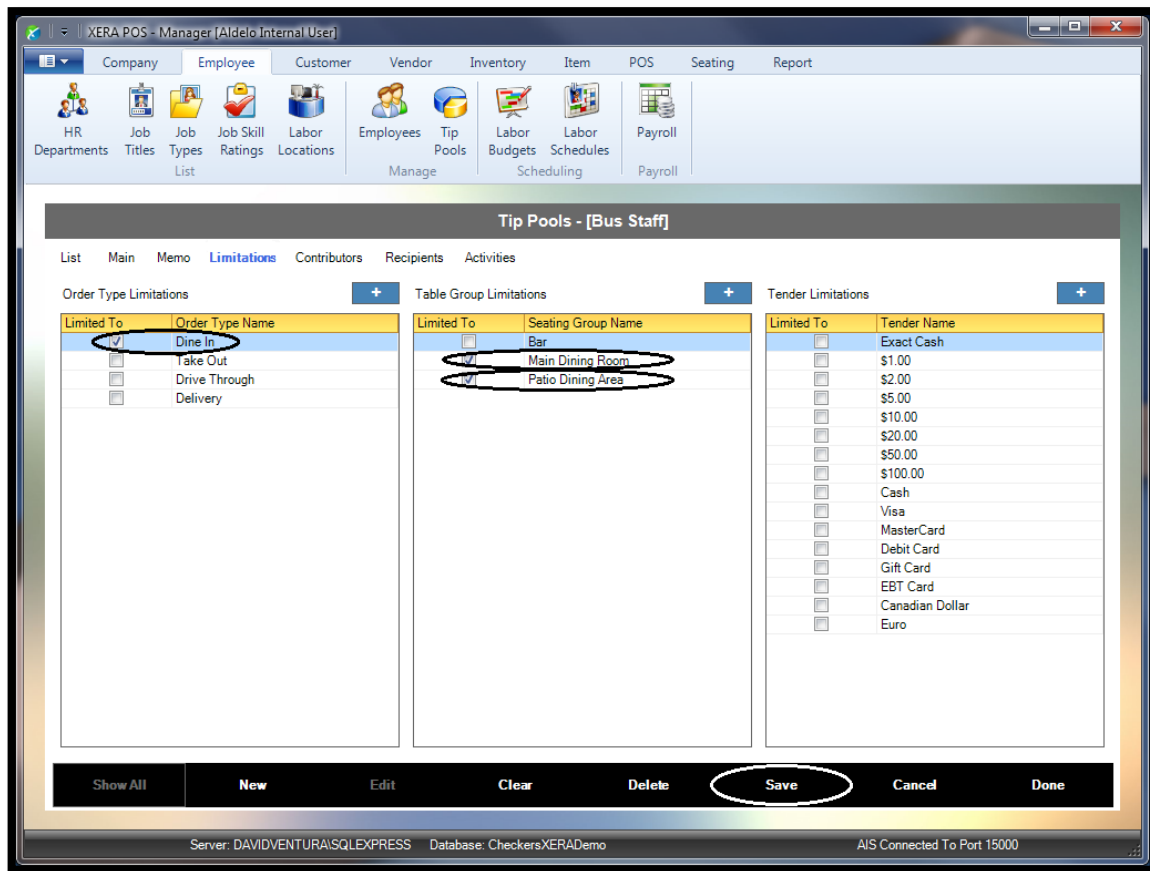 XERA POS - Manager [Aldelo Internal User]
Company Employee Customer Vendor Inventory Item POS Seating Report
HR Departments Job Titles Job Types Job Skill Ratings Labor Locations Employees Tip Pools Labor Budgets Labor Schedules Payroll
List Manage Scheduling Payroll
Tip Pools - [Bus Staff]
List Main Memo Limitations Contributors Recipients Activities
Order Type Limitations + Table Group Limitations + Tender Limitations +
Limited To Order Type Name Limited To Seating Group Name Limited To Tender Name
Dine In Bar Exact Cash
Take Out Main Dining Room $1.00
Drive Through Patio Dining Area $2.00
Delivery $5.00
$10.00
$20.00
$50.00
$100.00
Cash
Visa
MasterCard
Debit Card
Gift Card
EBT Card
Canadian Dollar
Euro
Show All New Edit Clear Delete Save Cancel Done
Server: DAVIDVENTURA\SQLEXPRESS Database: CheckersXERADemo AIS Connected To Port 15000